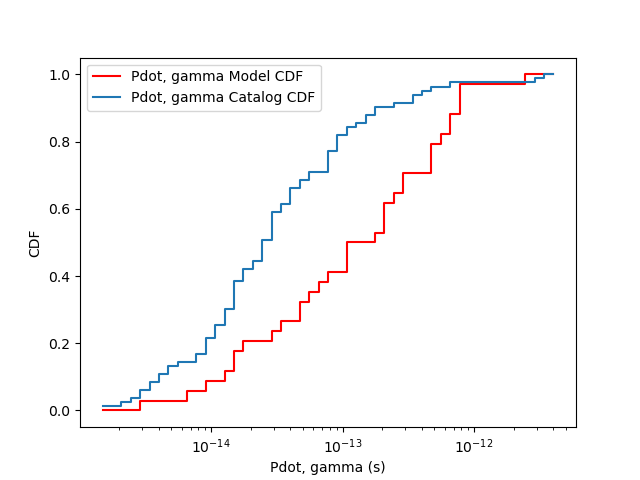 Pdot, gamma Model CDF
Pdot, gamma Catalog CDF
1.0
0.8
0.6
0.4
0.2
0.0
CDF
10⁻¹⁴
10⁻¹³
10⁻¹²
Pdot, gamma (s)